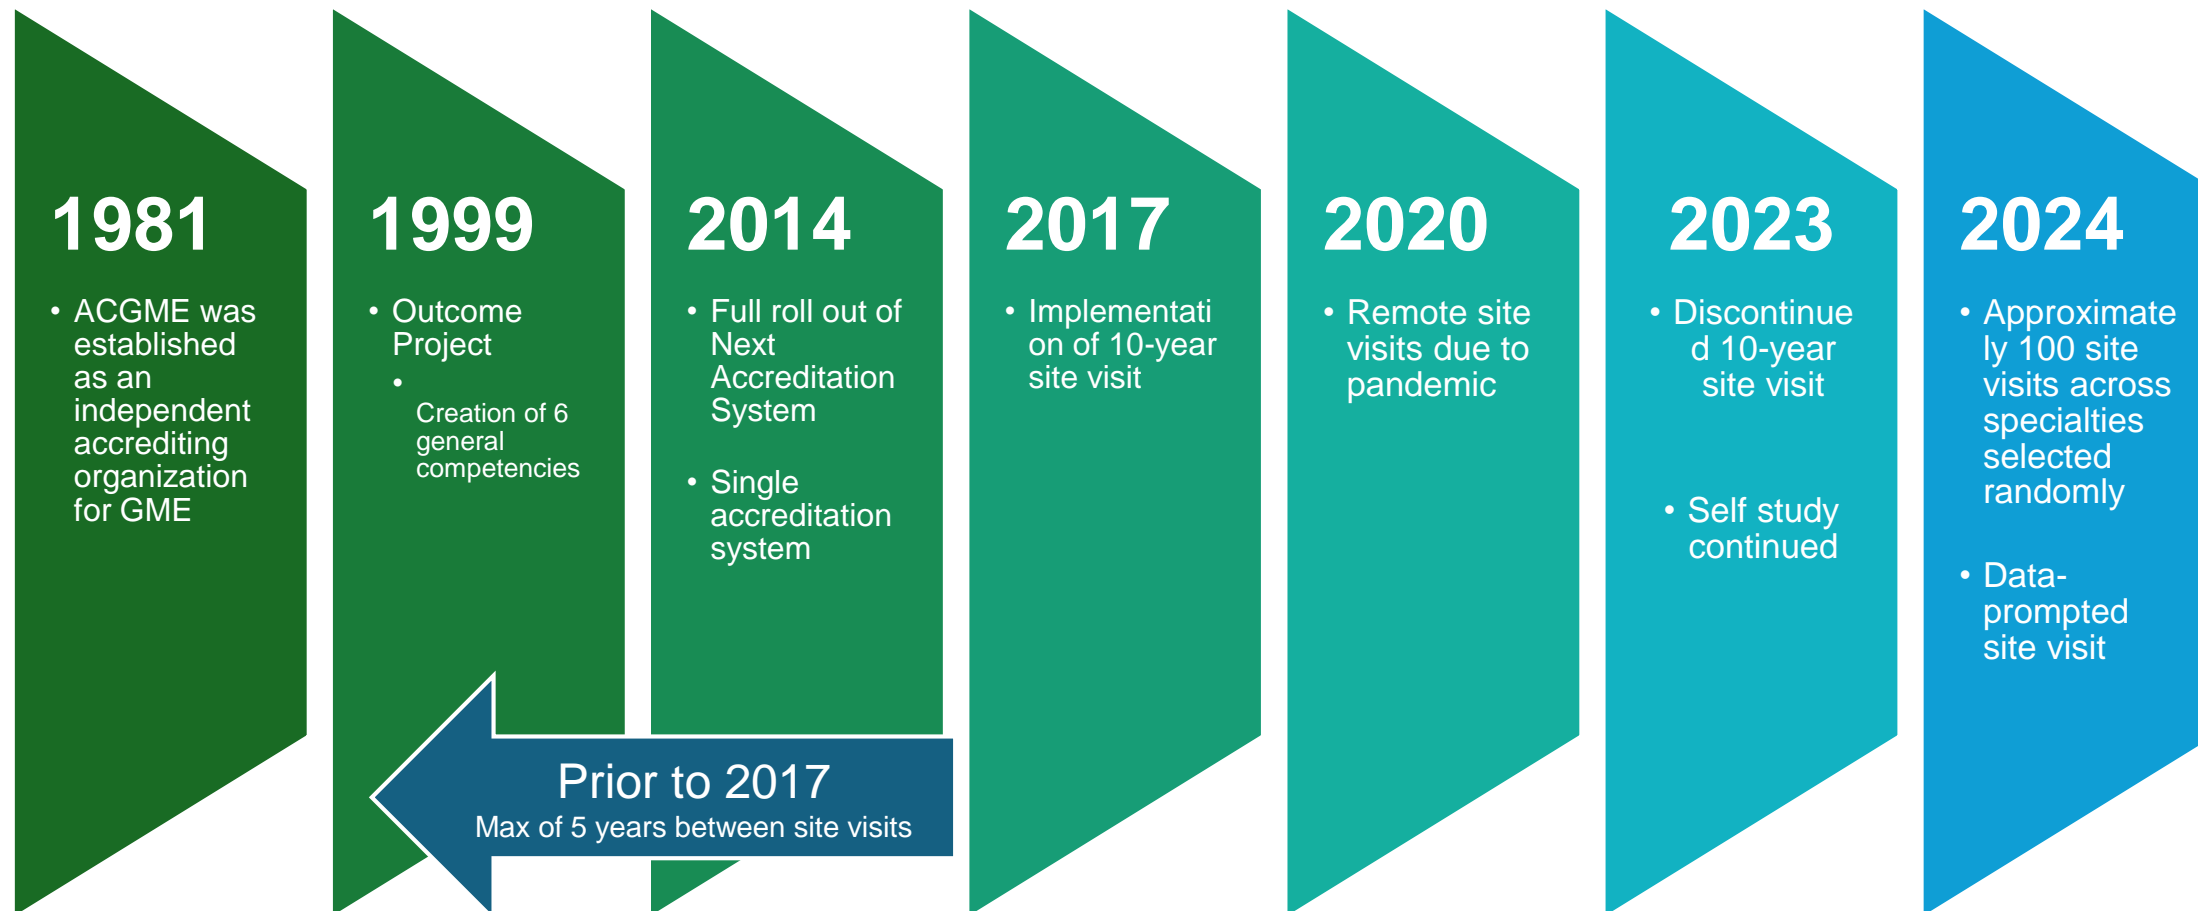 1981
• ACGME was
established
as an
independent
accrediting
organization
for GME
1999
• Outcome
Project
•
Creation of 6
general
competencies
2014
• Full roll out of
Next
Accreditation
System
• Single
accreditation
system
2017
• Implementati
on of 10-year
site visit
2020
• Remote site
visits due to
pandemic
2023
• Discontinue
d 10-year
site visit
• Self study
continued
2024
• Approximate
ly 100 site
visits across
specialties
selected
randomly
• Data-
prompted
site visit
Prior to 2017
Max of 5 years between site visits